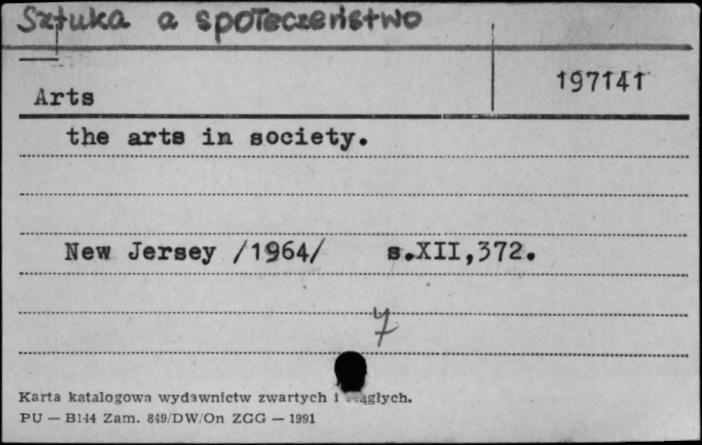 Sztuka a społeczeństwo
197141
Arts
the arts in society.
New Jersey /1964/ s.XII,372.
7
Karta katalogowa wydawnictw zwartych i
PU — B144 Zam. 849/DW/On ZGG — 1991